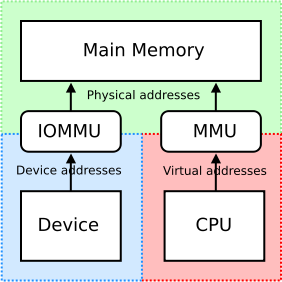 Main Memory
Physical addresses
IOMMU
MMU
Device addresses
Virtual addresses
Device
CPU